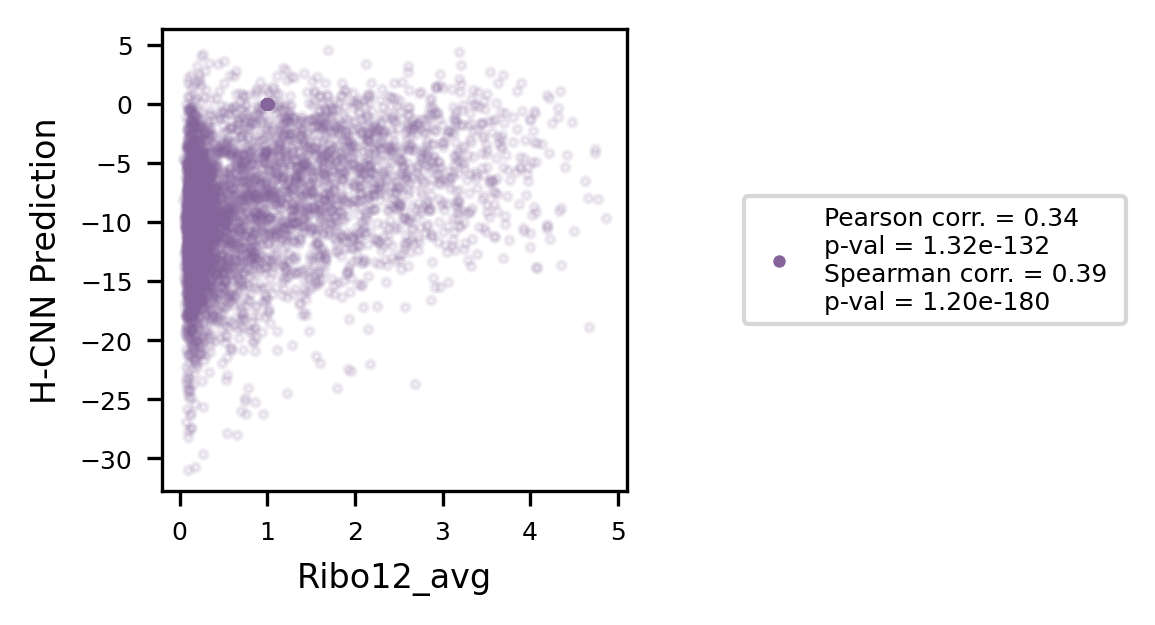 5
0
−5
−10
−15
−20
−25
−30
H-CNN Prediction
0 1 2 3 4 5
Ribo12_avg
Pearson corr. = 0.34
p-val = 1.32e-132
Spearman corr. = 0.39
p-val = 1.20e-180